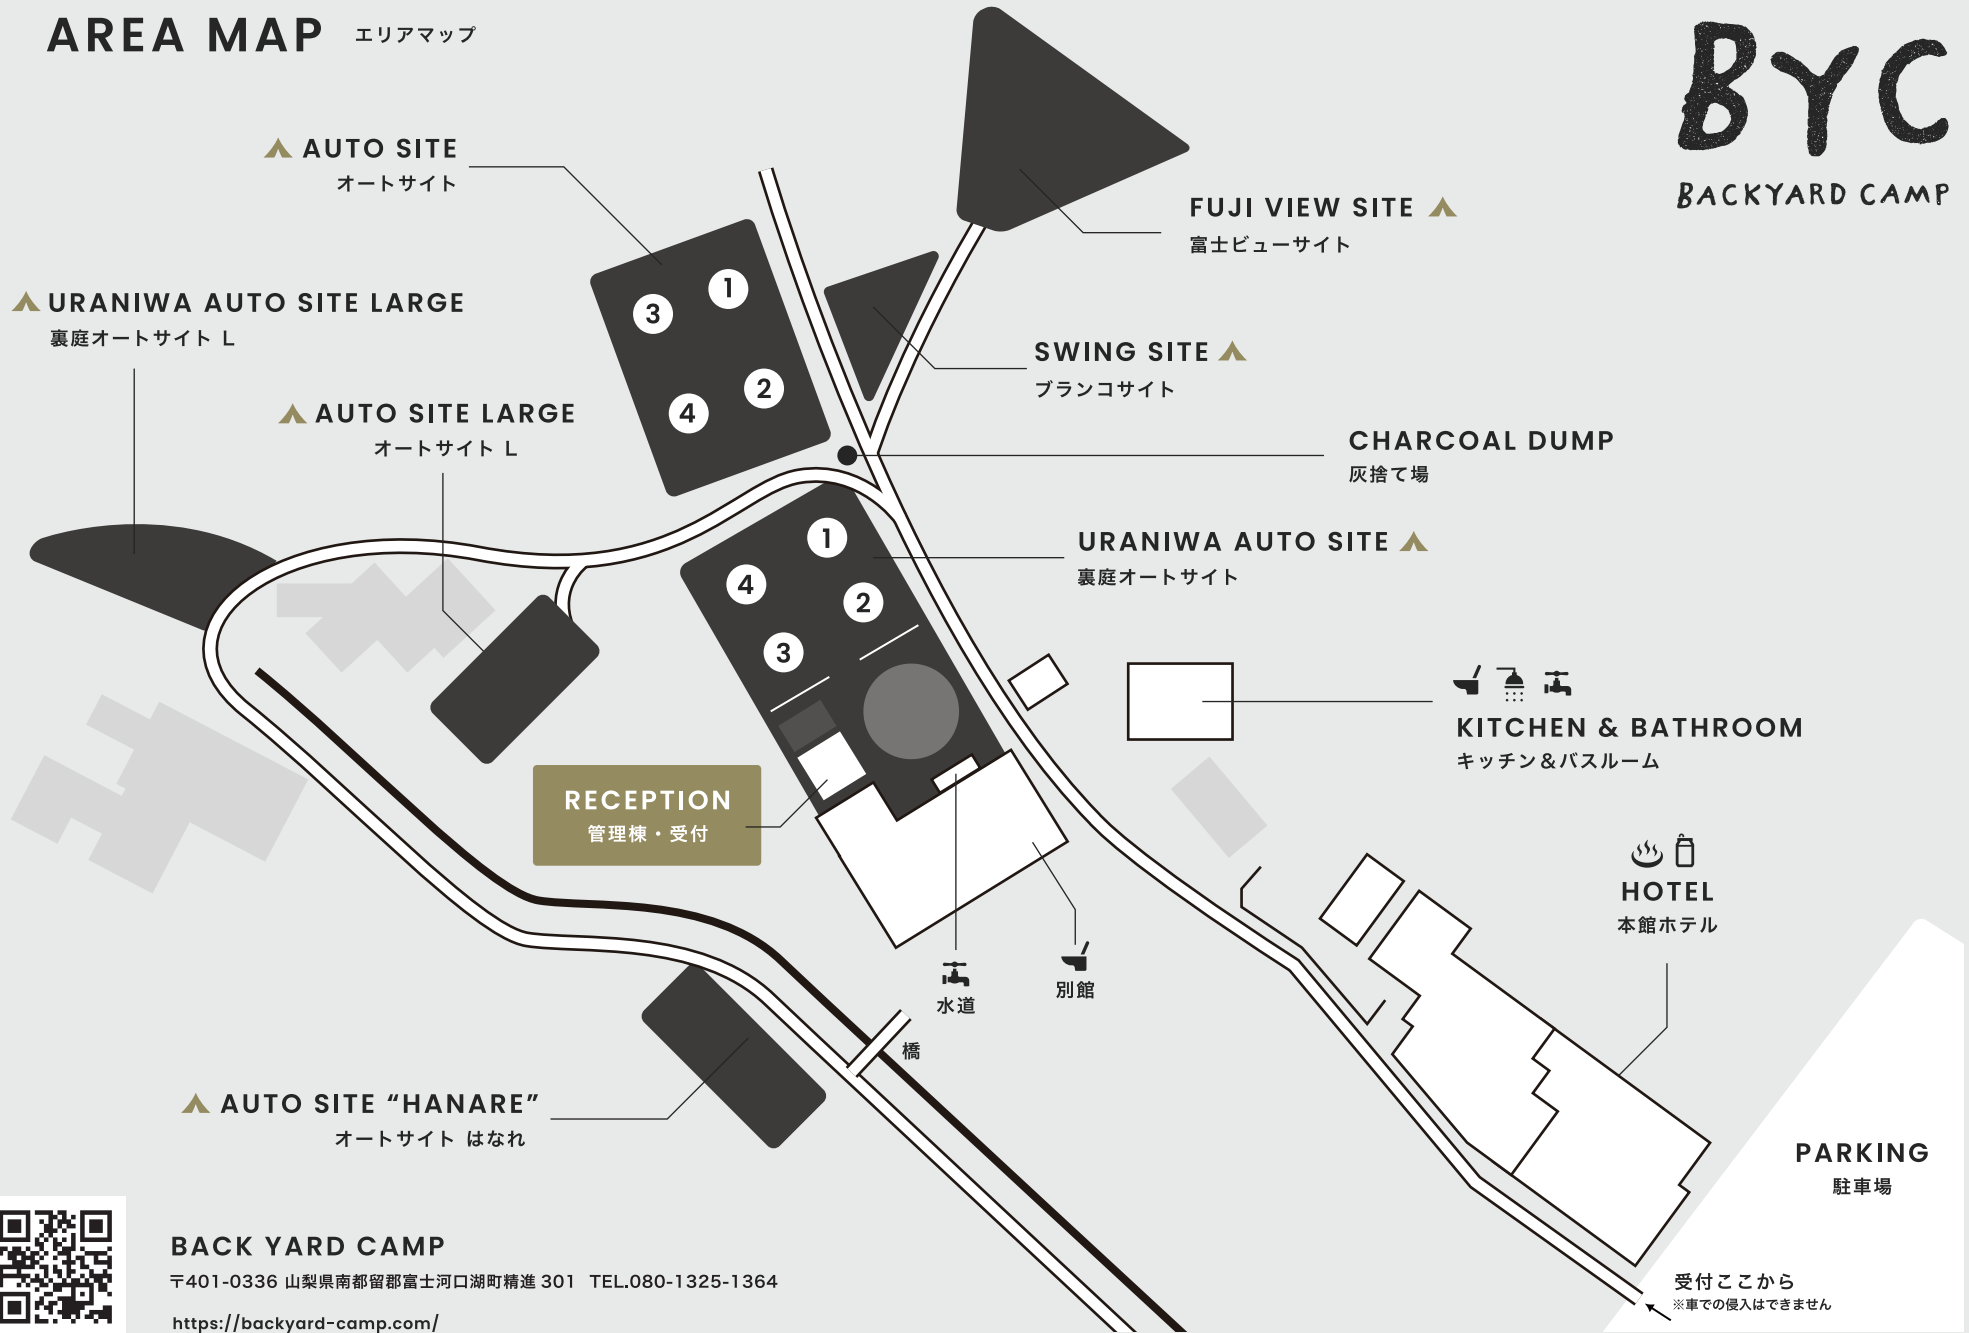 AREA MAP エリアマップ
BYC
BACKYARD CAMP
AUTO SITE
オートサイト
FUJI VIEW SITE
富士ビューサイト
URANIWA AUTO SITE LARGE
裏庭オートサイト L
1
3
2
4
SWING SITE
ブランコサイト
AUTO SITE LARGE
オートサイト L
CHARCOAL DUMP
灰捨て場
URANIWA AUTO SITE
裏庭オートサイト
1
4
2
3
KITCHEN & BATHROOM
キッチン&バスルーム
RECEPTION
管理棟・受付
HOTEL
本館ホテル
水道
別館
橋
AUTO SITE “HANARE”
オートサイト はなれ
PARKING
駐車場
BACK YARD CAMP
〒401-0336 山梨県南都留郡富士河口湖町精進 301 TEL.080-1325-1364
https://backyard-camp.com/
受付ここから
※車での侵入はできません